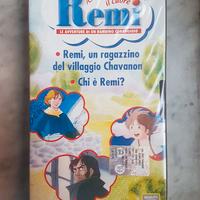 il cuore
Remi
LE AVVENTURE DI UN BAMBINO CORAGGIOSO
• Remi, un ragazzino
del villaggio Chavanon
• Chi è Remi?